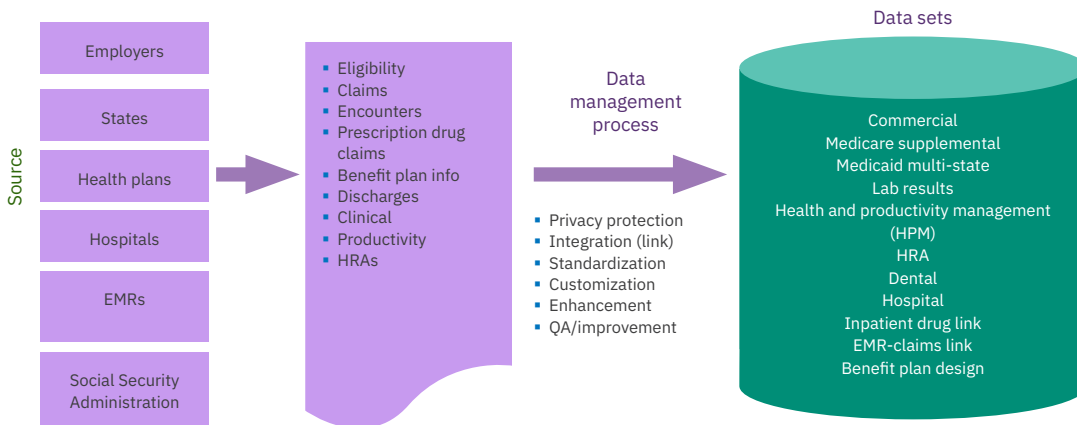 Source
Employers
States
Health plans
Hospitals
EMRs
Social Security
Administration
Eligibility
Claims
Encounters
Prescription drug
claims
Benefit plan info
Discharges
Clinical
Productivity
HRAs
Data
management
process
Privacy protection
Integration (link)
Standardization
Customization
Enhancement
QA/improvement
Data sets
Commercial
Medicare supplemental
Medicaid multi-state
Lab results
Health and productivity management
(HPM)
HRA
Dental
Hospital
Inpatient drug link
EMR-claims link
Benefit plan design